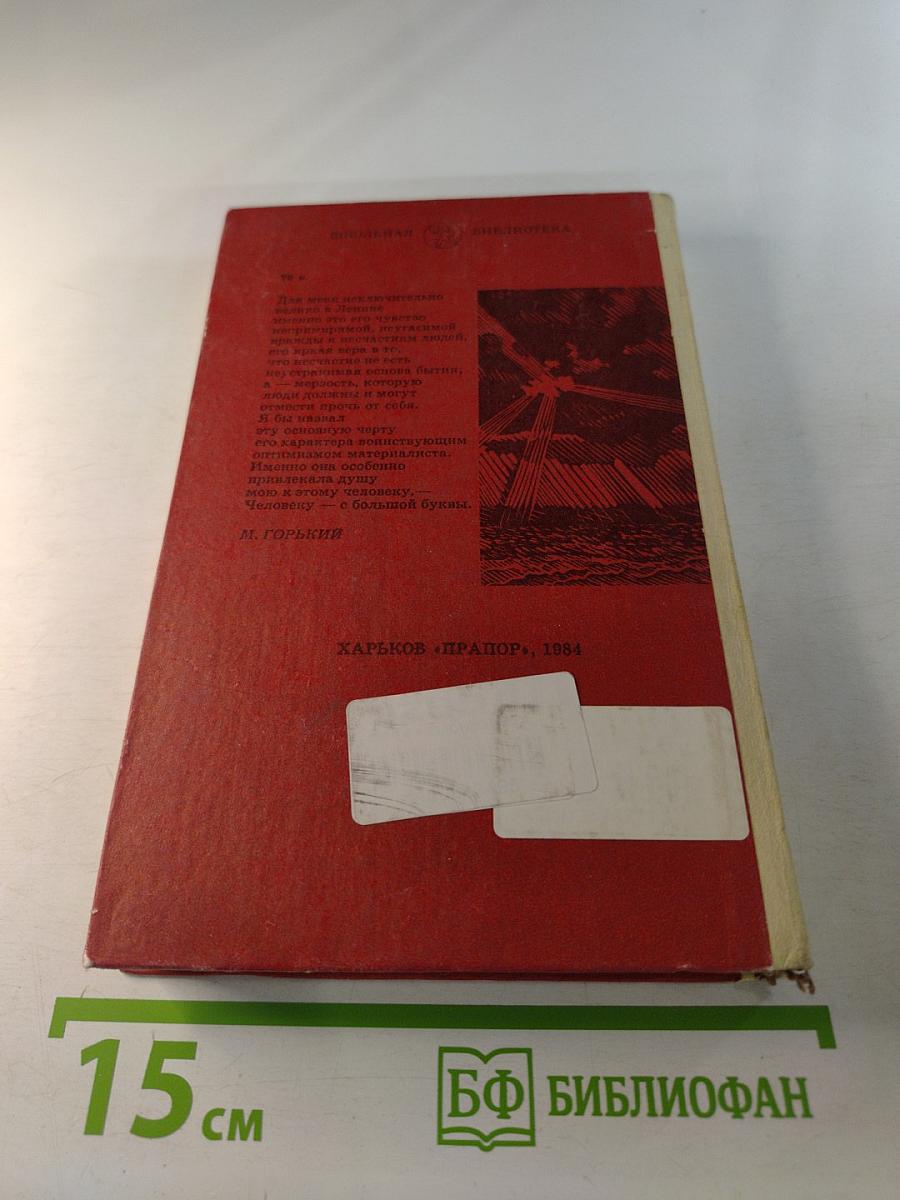 ШКОЛЬНАЯ БИБЛИОТЕКА
70 к.
Для меня исключительно
велико в Ленине
именно это его чувство
непримиримой, неугасимой
вражды к несчастиям людей,
его яркая вера в то,
что несчастие не есть
неустранимая основа бытия,
а — мерзость, которую
люди должны и могут
отмести прочь от себя.
Я бы назвал
эту основную черту
его характера воинствующим
оптимизмом материалиста.
Именно она особенно
привлекала душу
мою к этому человеку,—
Человеку — с большой буквы.
М. ГОРЬКИЙ
ХАРЬКОВ «ПРАПОР», 1984
15 см
БФ БИБЛИОФАН